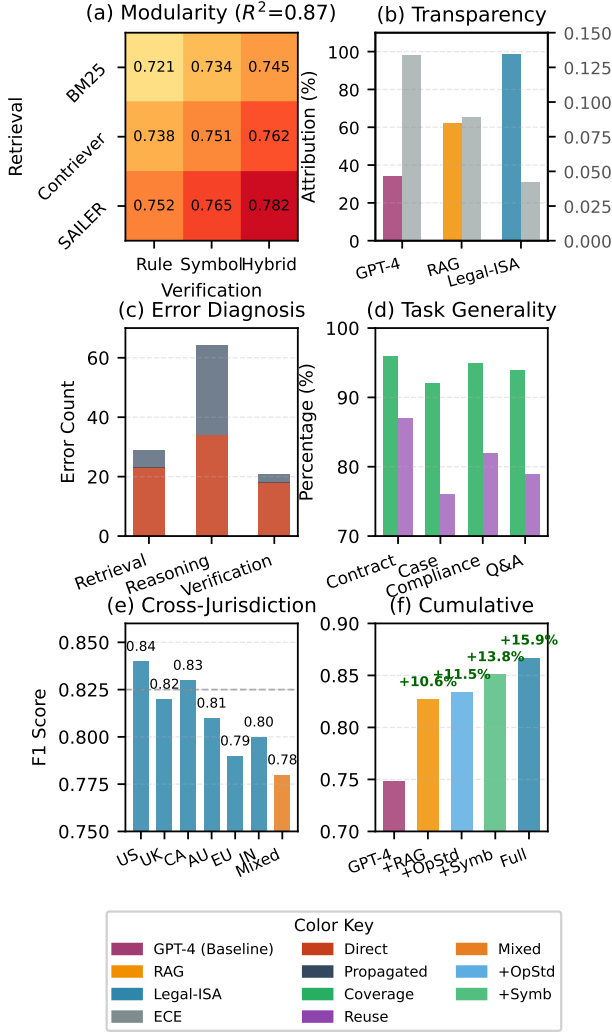 (a) Modularity (R²=0.87)
Retrieval
BM25
Contriever
SAILER
0.721 0.734 0.745
0.738 0.751 0.762
0.752 0.765 0.782
Rule Symbol Hybrid
Verification
(b) Transparency
Attribution (%)
100
80
60
40
20
0
0.150
0.125
0.100
0.075
0.050
0.025
0.000
GPT-4 RAG Legal-ISA
(c) Error Diagnosis
Error Count
60
40
20
0
Retrieval Reasoning Verification
(d) Task Generality
Percentage (%)
100
90
80
70
Contract Case Compliance Q&A
(e) Cross-Jurisdiction
F1 Score
0.850
0.825
0.800
0.775
0.750
0.84 0.82 0.83 0.81 0.79 0.80 0.78
US UK CA AU EU IN Mixed
(f) Cumulative
0.90
0.85
0.80
0.75
0.70
+10.6% +11.5% +13.8% +15.9%
GPT-4 +RAG +OpStd +Symb Full
Color Key
GPT-4 (Baseline)
RAG
Legal-ISA
ECE
Direct
Propagated
Coverage
Reuse
Mixed
+OpStd
+Symb